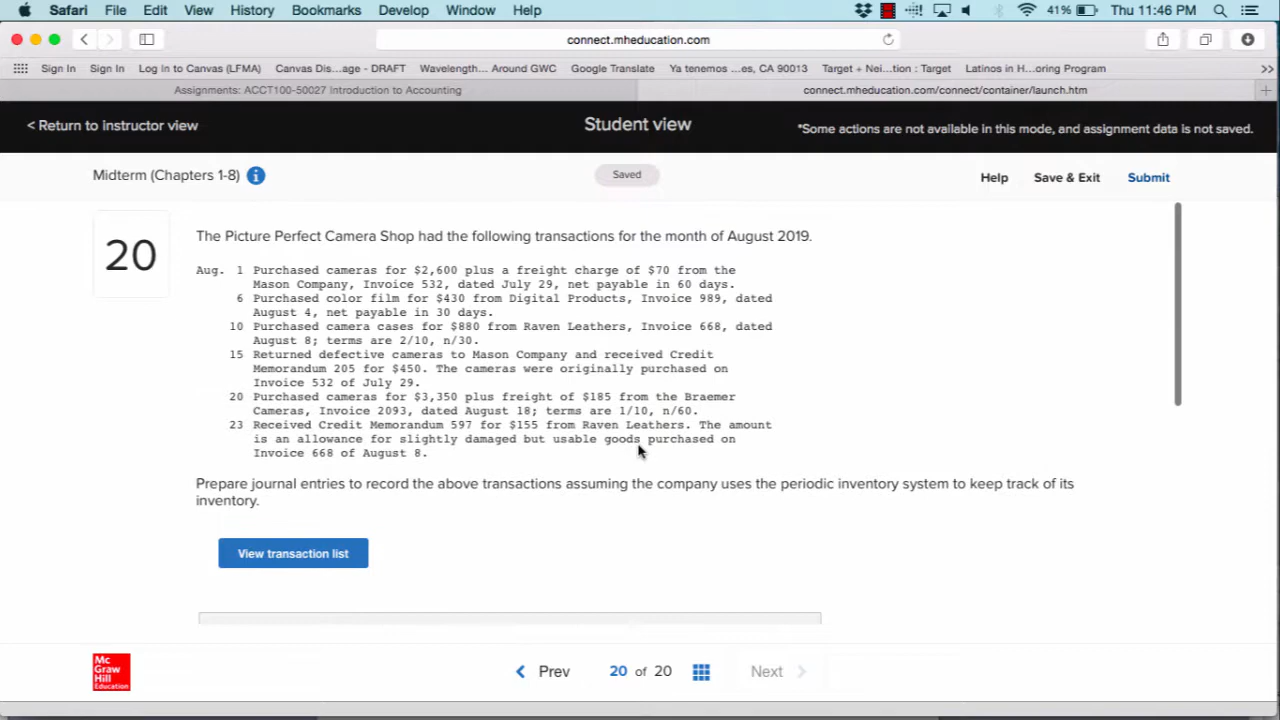 Safari File Edit View History Bookmarks Develop Window Help 41% Thu 11:46 PM
connect.mheducation.com
Sign In Sign In Log In to Canvas (LFMA) Canvas Dis...age - DRAFT Wavelength... Around GWC Google Translate Ya tenemos ...es, CA 90013 Target + Nei...tion : Target Latinos in H...oring Program >>
Assignments: ACCT100-50027 Introduction to Accounting connect.mheducation.com/connect/container/launch.htm +
< Return to instructor view Student view *Some actions are not available in this mode, and assignment data is not saved.
Midterm (Chapters 1-8) i Saved Help Save & Exit Submit
20 The Picture Perfect Camera Shop had the following transactions for the month of August 2019.
Aug. 1 Purchased cameras for $2,600 plus a freight charge of $70 from the
Mason Company, Invoice 532, dated July 29, net payable in 60 days.
6 Purchased color film for $430 from Digital Products, Invoice 989, dated
August 4, net payable in 30 days.
10 Purchased camera cases for $880 from Raven Leathers, Invoice 668, dated
August 8; terms are 2/10, n/30.
15 Returned defective cameras to Mason Company and received Credit
Memorandum 205 for $450. The cameras were originally purchased on
Invoice 532 of July 29.
20 Purchased cameras for $3,350 plus freight of $185 from the Braemer
Cameras, Invoice 2093, dated August 18; terms are 1/10, n/60.
23 Received Credit Memorandum 597 for $155 from Raven Leathers. The amount
is an allowance for slightly damaged but usable goods purchased on
Invoice 668 of August 8.
Prepare journal entries to record the above transactions assuming the company uses the periodic inventory system to keep track of its
inventory.
View transaction list
Mc
Graw
Hill
Education
< Prev 20 of 20 Next >